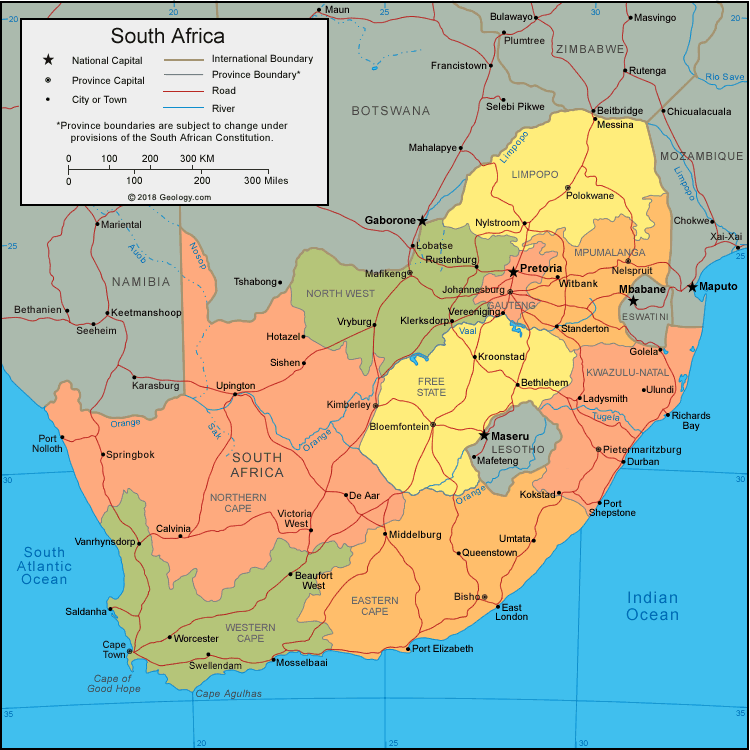 South Africa
National Capital
Province Capital
City or Town
International Boundary
Province Boundary*
Road
River
*Province boundaries are subject to change under
provisions of the South African Constitution.
0 100 200 300 KM
0 100 200 300 Miles
© 2018 Geology.com
20
30
20
Maun
Bulawayo
Masvingo
Plumtree
ZIMBABWE
Francistown
Rutenga
Rio Save
BOTSWANA
Selebi Pikwe
Beitbridge
Chicualacuala
Messina
Mahalapye
Limpopo
MOZAMBIQUE
LIMPOPO
Limpopo
Polokwane
Gaborone
Nylstroom
Chokwe
Mariental
Xai-Xai
25
Auob
Nosop
Lobatse
MPUMALANGA
25
Rustenburg
Pretoria
Nelspruit
Mafikeng
NAMIBIA
Tshabong
Witbank
Mbabane
Maputo
NORTH WEST
Johannesburg
GAUTENG
Bethanien
Keetmanshoop
Vereeniging
ESWATINI
Vryburg
Klerksdorp
Seeheim
Vaal
Standerton
Hotazel
Golela
Sishen
Kroonstad
KWAZULU-NATAL
Karasburg
Upington
FREE
STATE
Bethlehem
Ulundi
Ladysmith
Kimberley
Richards
Bay
Orange
Tugela
Sak
Bloemfontein
Maseru
Port
Nolloth
Orange
LESOTHO
Pietermaritzburg
Springbok
SOUTH
AFRICA
Mafeteng
Durban
30
30
NORTHERN
CAPE
De Aar
Orange
Kokstad
Port
Shepstone
Victoria
West
Calvinia
Middelburg
Umtata
Vanrhynsdorp
Queenstown
South
Atlantic
Ocean
Beaufort
West
Bisho
Indian
Ocean
Saldanha
EASTERN
CAPE
East
London
WESTERN
CAPE
Worcester
Cape
Town
Port Elizabeth
Swellendam
Mosselbaai
Cape of
Good Hope
Cape Agulhas
35
35
20
25
30